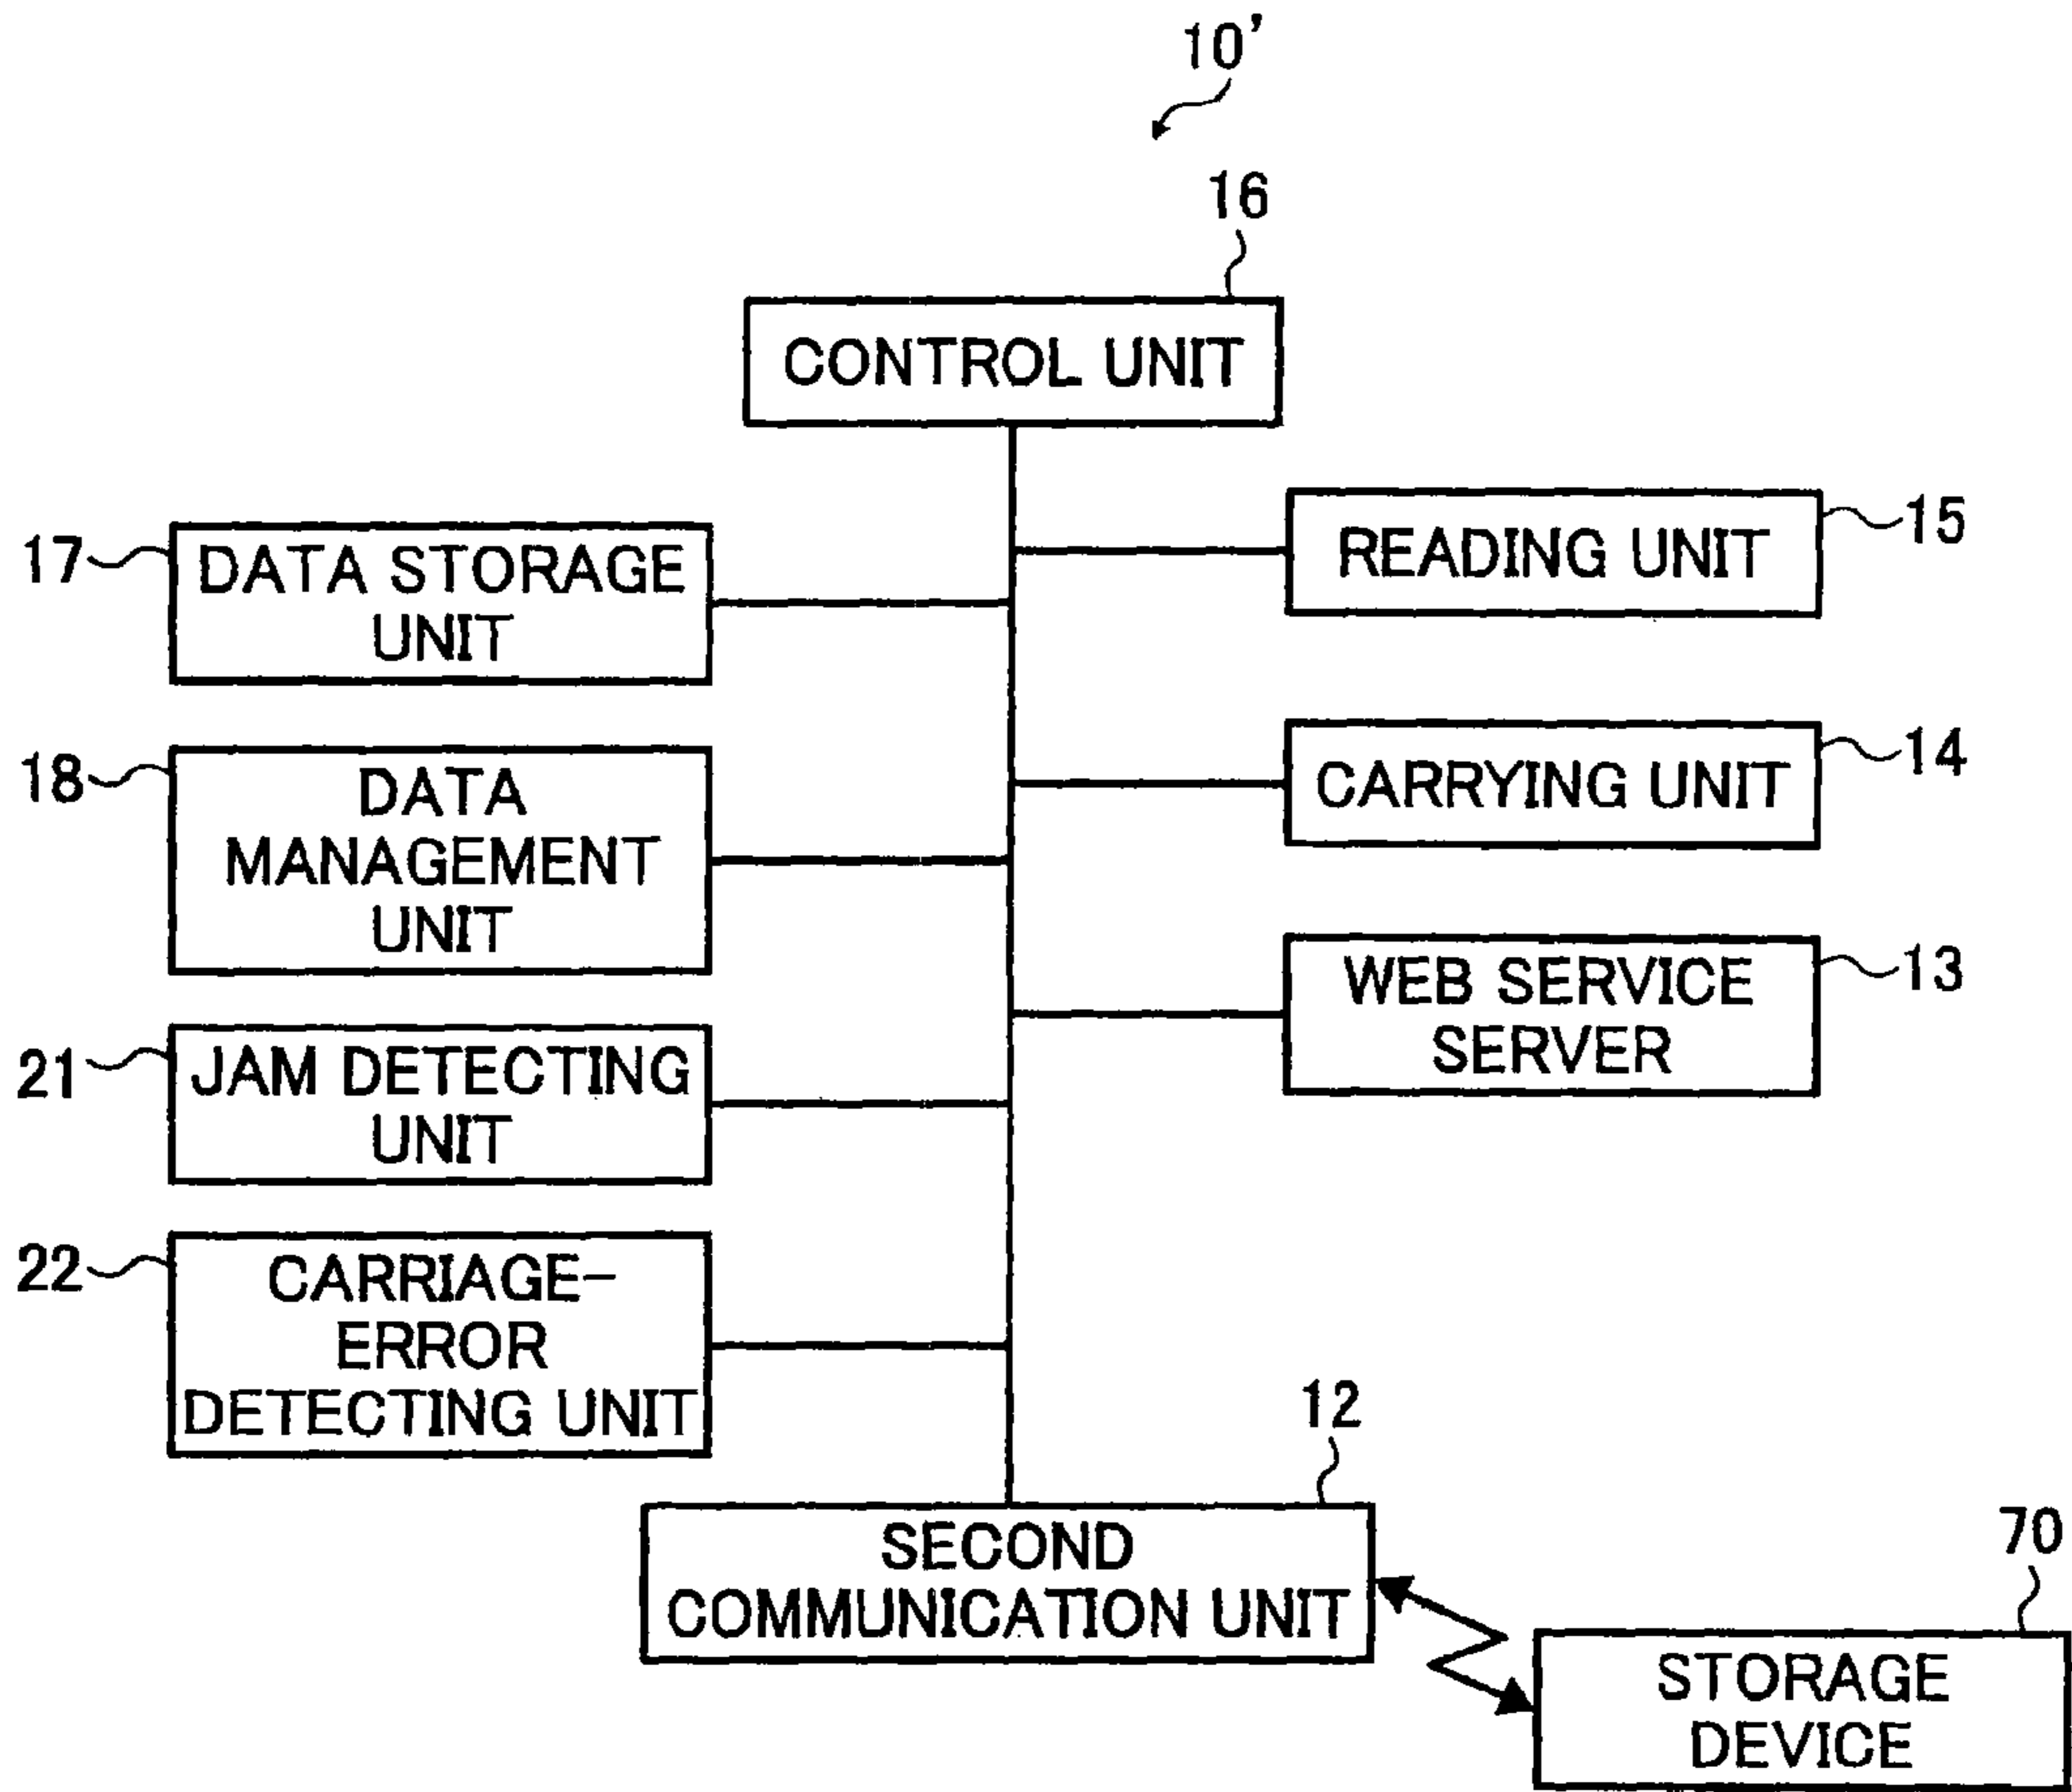 10'
16
CONTROL UNIT
15
READING UNIT
17
DATA STORAGE
UNIT
14
CARRYING UNIT
18
DATA
MANAGEMENT
UNIT
13
WEB SERVICE
SERVER
21
JAM DETECTING
UNIT
22
CARRIAGE-
ERROR
DETECTING UNIT
12
SECOND
COMMUNICATION UNIT
70
STORAGE
DEVICE